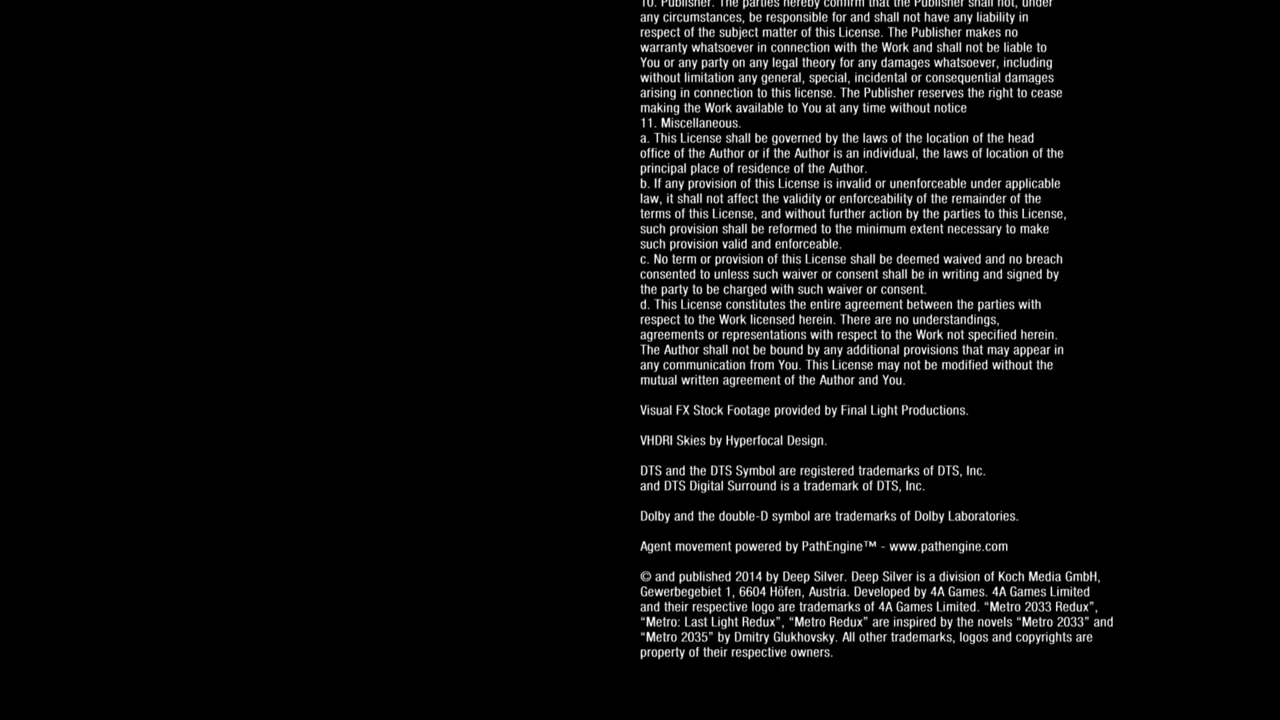 10. Publisher. The parties hereby confirm that the Publisher shall not, under
any circumstances, be responsible for and shall not have any liability in
respect of the subject matter of this License. The Publisher makes no
warranty whatsoever in connection with the Work and shall not be liable to
You or any party on any legal theory for any damages whatsoever, including
without limitation any general, special, incidental or consequential damages
arising in connection to this license. The Publisher reserves the right to cease
making the Work available to You at any time without notice
11. Miscellaneous.
a. This License shall be governed by the laws of the location of the head
office of the Author or if the Author is an individual, the laws of location of the
principal place of residence of the Author.
b. If any provision of this License is invalid or unenforceable under applicable
law, it shall not affect the validity or enforceability of the remainder of the
terms of this License, and without further action by the parties to this License,
such provision shall be reformed to the minimum extent necessary to make
such provision valid and enforceable.
c. No term or provision of this License shall be deemed waived and no breach
consented to unless such waiver or consent shall be in writing and signed by
the party to be charged with such waiver or consent.
d. This License constitutes the entire agreement between the parties with
respect to the Work licensed herein. There are no understandings,
agreements or representations with respect to the Work not specified herein.
The Author shall not be bound by any additional provisions that may appear in
any communication from You. This License may not be modified without the
mutual written agreement of the Author and You.
Visual FX Stock Footage provided by Final Light Productions.
VHDRI Skies by Hyperfocal Design.
DTS and the DTS Symbol are registered trademarks of DTS, Inc.
and DTS Digital Surround is a trademark of DTS, Inc.
Dolby and the double-D symbol are trademarks of Dolby Laboratories.
Agent movement powered by PathEngine™ - www.pathengine.com
© and published 2014 by Deep Silver. Deep Silver is a division of Koch Media GmbH,
Gewerbegebiet 1, 6604 Höfen, Austria. Developed by 4A Games. 4A Games Limited
and their respective logo are trademarks of 4A Games Limited. “Metro 2033 Redux”,
“Metro: Last Light Redux”, “Metro Redux” are inspired by the novels “Metro 2033” and
“Metro 2035” by Dmitry Glukhovsky. All other trademarks, logos and copyrights are
property of their respective owners.